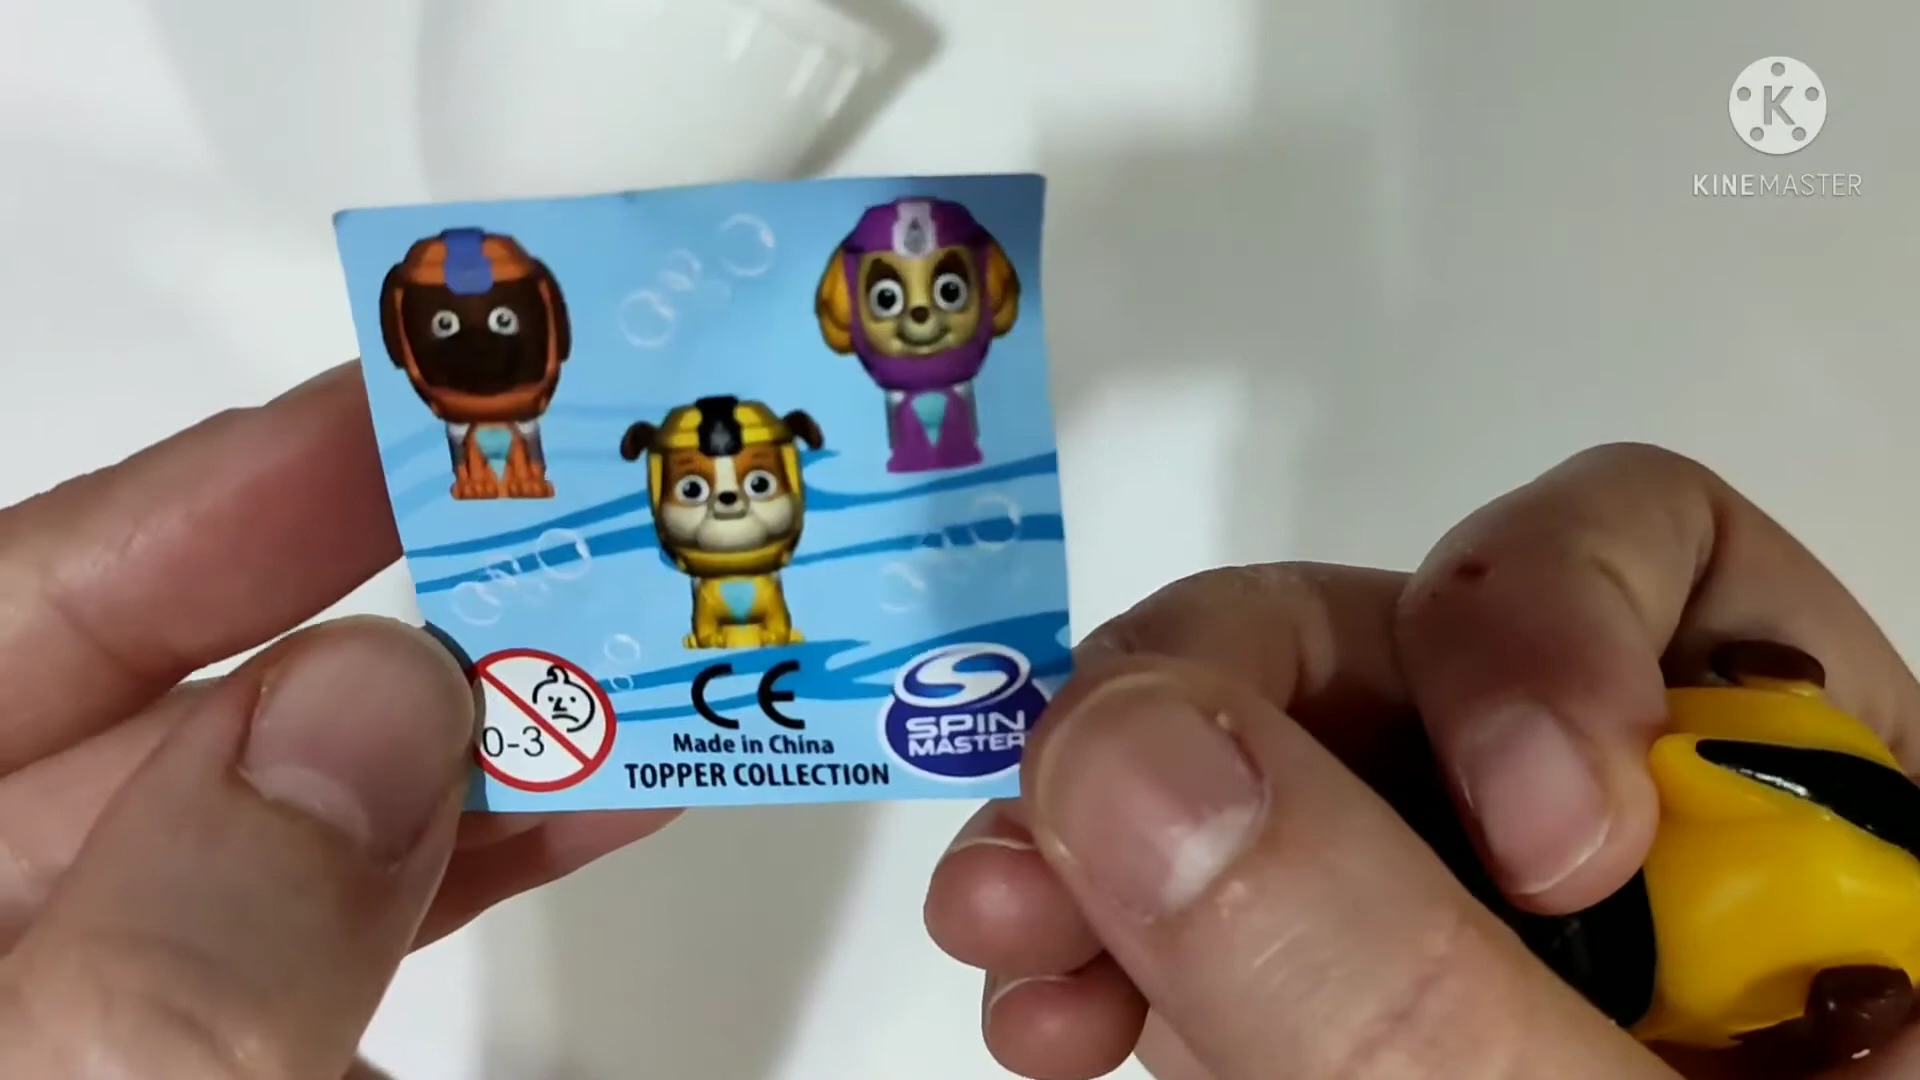 K
KINEMASTER
0-3
CE
Made in China
TOPPER COLLECTION
SPIN
MASTER